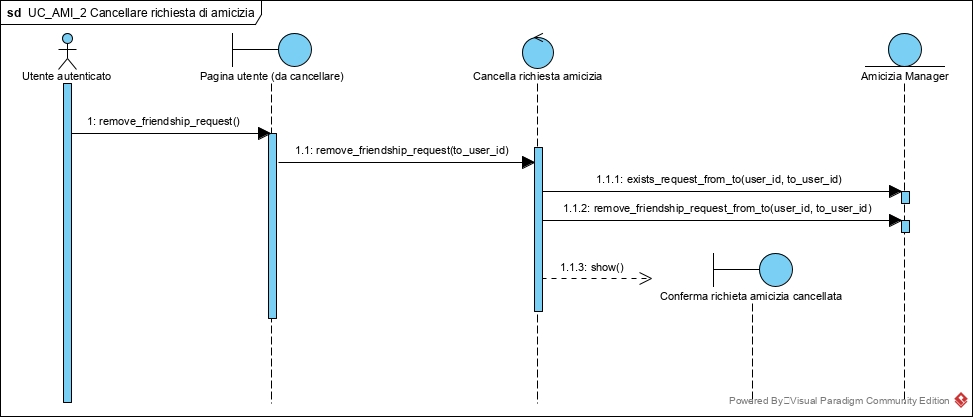 sd UC_AMI_2 Cancellare richiesta di amicizia
Utente autenticato
Pagina utente (da cancellare)
Cancella richiesta amicizia
Amicizia Manager
1: remove_friendship_request()
1.1: remove_friendship_request(to_user_id)
1.1.1: exists_request_from_to(user_id, to_user_id)
1.1.2: remove_friendship_request_from_to(user_id, to_user_id)
1.1.3: show()
Conferma richieta amicizia cancellata
Powered By Visual Paradigm Community Edition